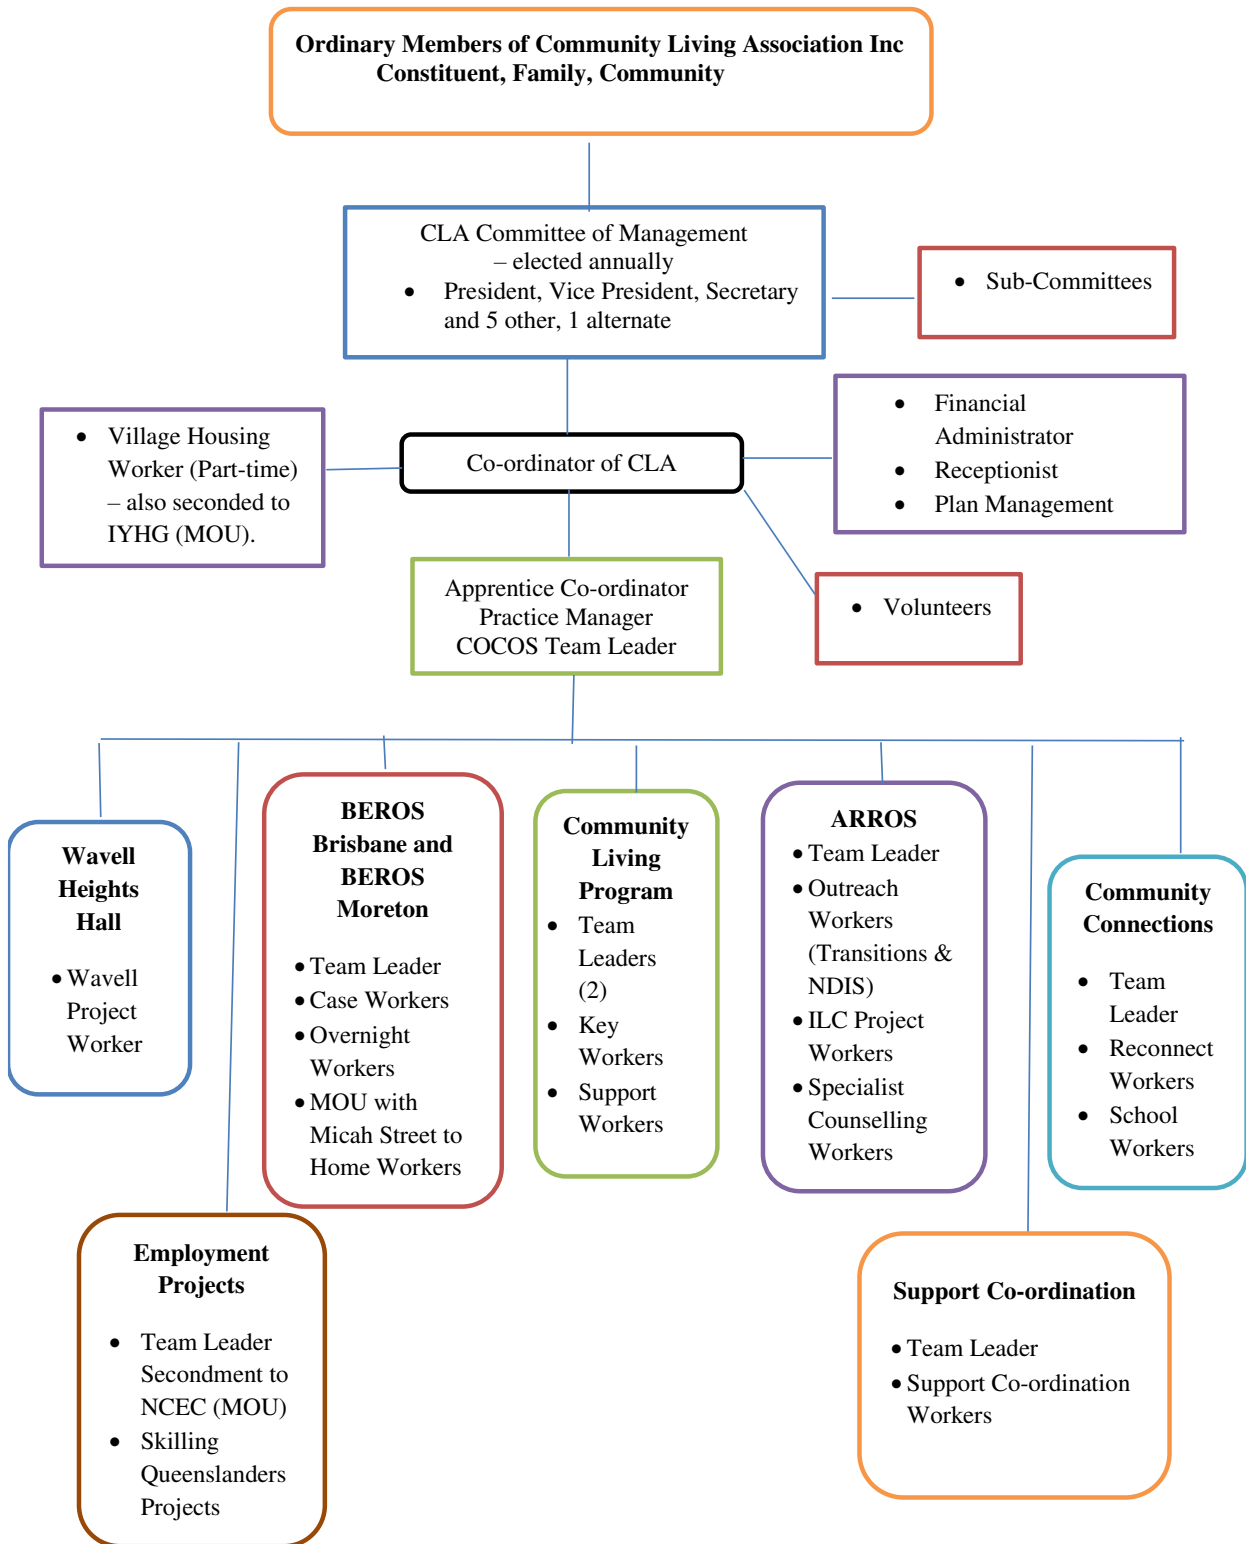 Ordinary Members of Community Living Association Inc
Constituent, Family, Community
CLA Committee of Management
– elected annually
• President, Vice President, Secretary
and 5 other, 1 alternate
• Sub-Committees
• Village Housing
Worker (Part-time)
– also seconded to
IYHG (MOU).
Co-ordinator of CLA
• Financial
Administrator
• Receptionist
• Plan Management
Apprentice Co-ordinator
Practice Manager
COCOS Team Leader
• Volunteers
Wavell
Heights
Hall
• Wavell
Project
Worker
BEROS
Brisbane and
BEROS
Moreton
• Team Leader
• Case Workers
• Overnight
Workers
• MOU with
Micah Street to
Home Workers
Community
Living
Program
• Team
Leaders
(2)
• Key
Workers
• Support
Workers
ARROS
• Team Leader
• Outreach
Workers
(Transitions &
NDIS)
• ILC Project
Workers
• Specialist
Counselling
Workers
Community
Connections
• Team
Leader
• Reconnect
Workers
• School
Workers
Employment
Projects
• Team Leader
Secondment to
NCEC (MOU)
• Skilling
Queenslanders
Projects
Support Co-ordination
• Team Leader
• Support Co-ordination
Workers